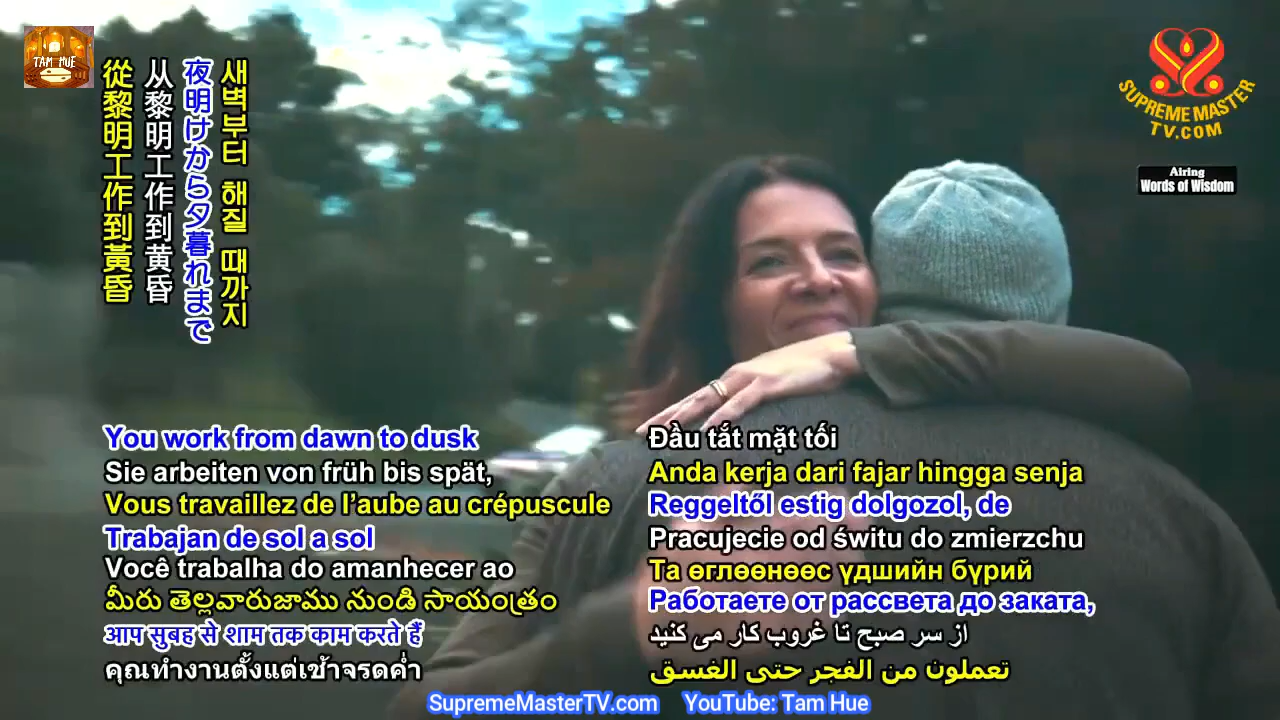 TAM HUE
SUPREME MASTER
TV.COM
Airing
Words of Wisdom
從黎明工作到黃昏
从黎明工作到黄昏
夜明けから夕暮れまで
새벽부터 해질 때까지
You work from dawn to dusk
Sie arbeiten von früh bis spät,
Vous travaillez de l’aube au crépuscule
Trabajan de sol a sol
Você trabalha do amanhecer ao
మీరు తెల్లవారుజాము నుండి సాయంత్రం
आप सुबह से शाम तक काम करते हैं
คุณทำงานตั้งแต่เช้าจรดค่ำ
Đầu tắt mặt tối
Anda kerja dari fajar hingga senja
Reggeltől estig dolgozol, de
Pracujecie od świtu do zmierzchu
Та өглөөнөөс үдшийн бүрий
Работаете от рассвета до заката,
از سر صبح تا غروب کار می کنید
تعملون من الفجر حتى الغسق
SupremeMasterTV.com YouTube: Tam Hue